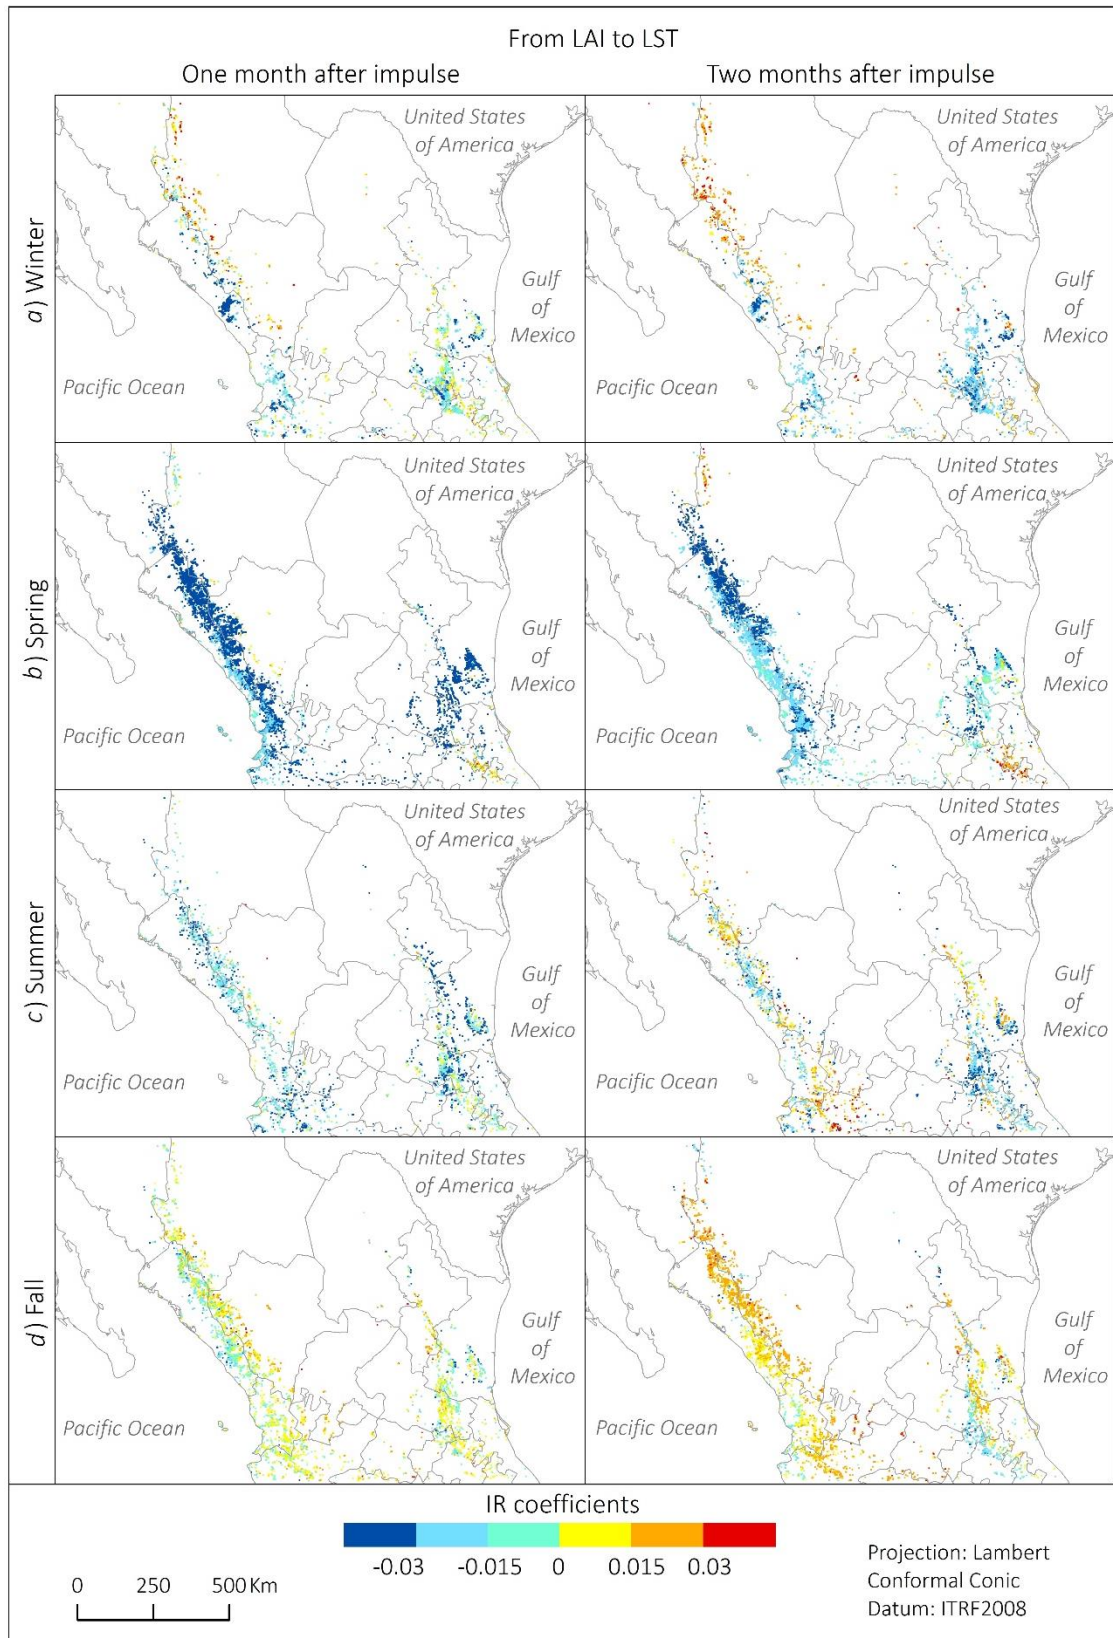 From LAI to LST
One month after impulse
Two months after impulse
a) Winter
United States
of America
Gulf
of
Mexico
Pacific Ocean
United States
of America
Gulf
of
Mexico
Pacific Ocean
b) Spring
United States
of America
Gulf
of
Mexico
Pacific Ocean
United States
of America
Gulf
of
Mexico
Pacific Ocean
c) Summer
United States
of America
Gulf
of
Mexico
Pacific Ocean
United States
of America
Gulf
of
Mexico
Pacific Ocean
d) Fall
United States
of America
Gulf
of
Mexico
Pacific Ocean
United States
of America
Gulf
of
Mexico
Pacific Ocean
IR coefficients
-0.03 -0.015 0 0.015 0.03
0 250 500 Km
Projection: Lambert
Conformal Conic
Datum: ITRF2008